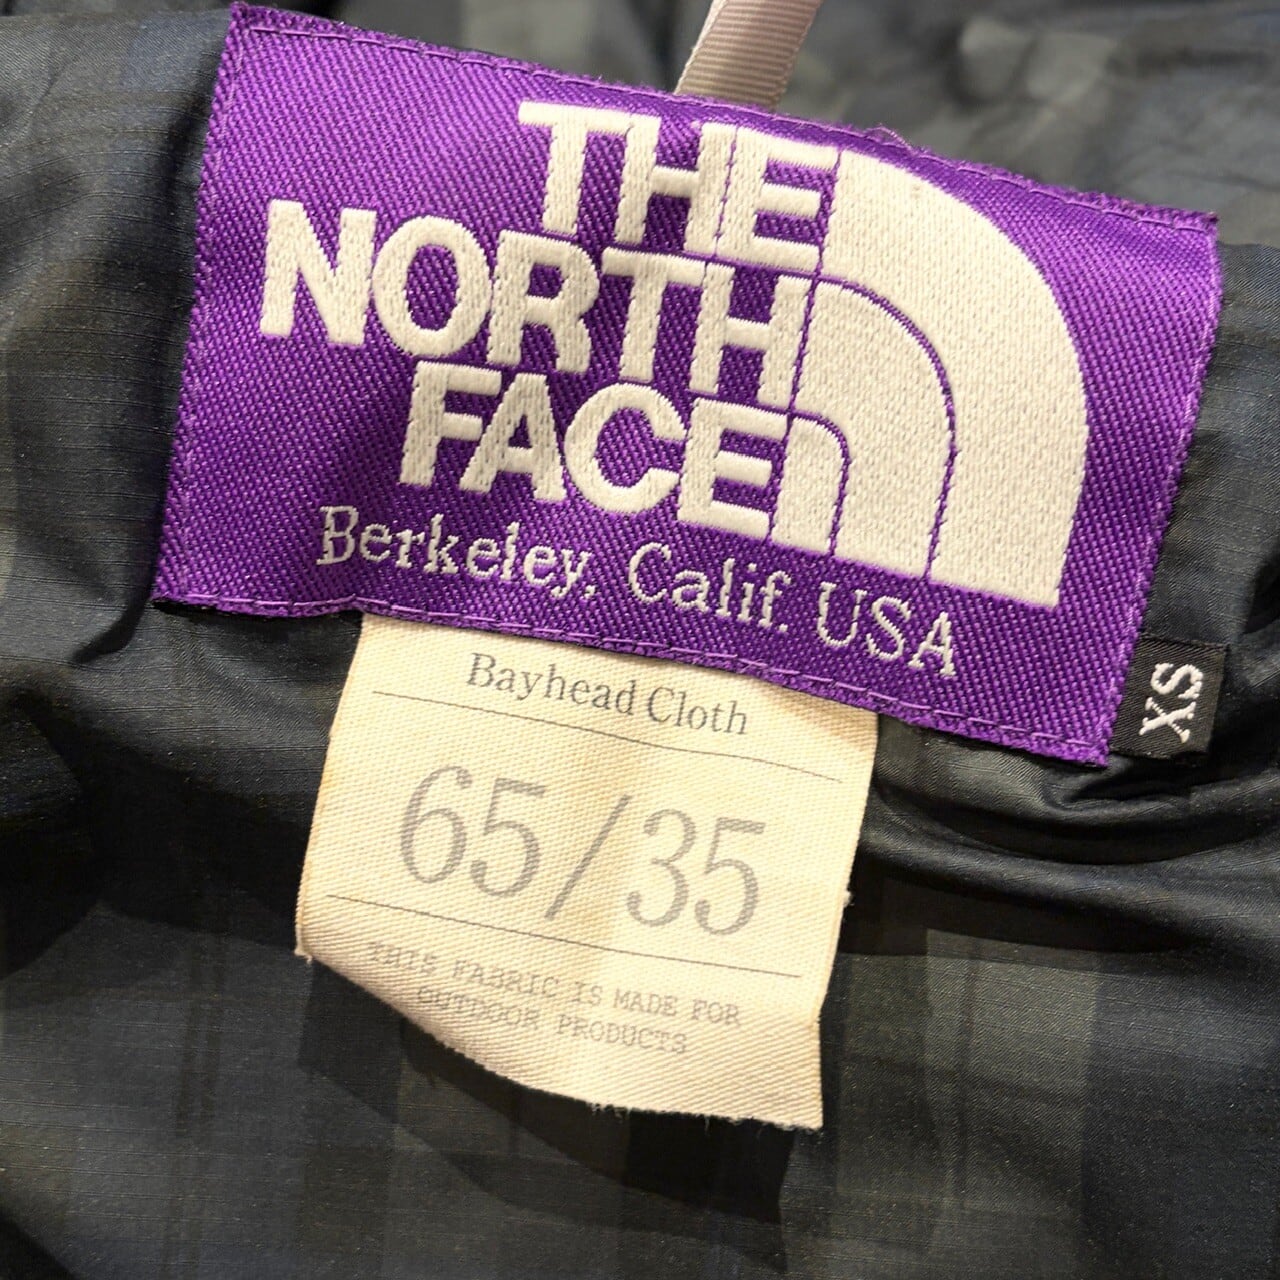 THE
NORTH
FACE
Berkeley, Calif. USA
XS
Bayhead Cloth
65/35
THIS FABRIC IS MADE FOR
OUTDOOR PRODUCTS